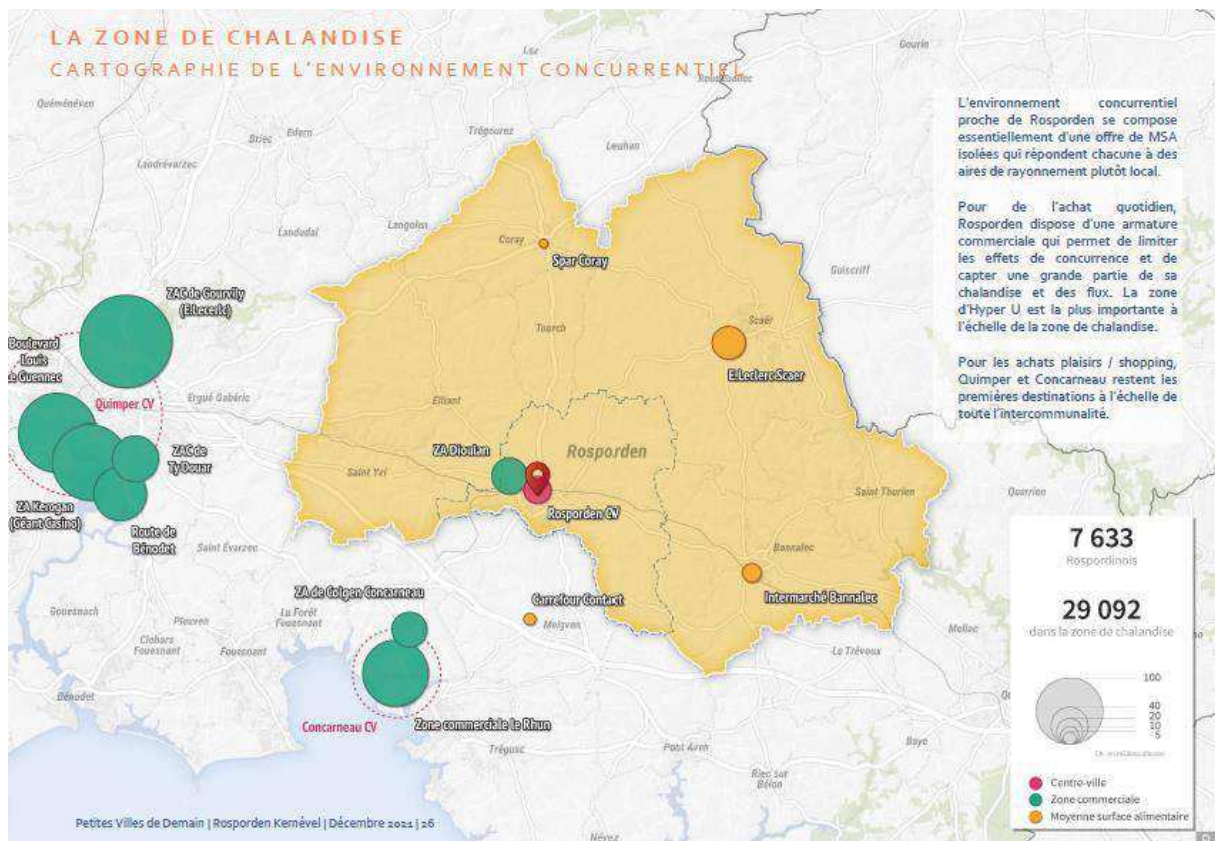 LA ZONE DE CHALANDISE
CARTOGRAPHIE DE L'ENVIRONNEMENT CONCURRENTIEL
L'environnement concurrentiel
proche de Rosporden se compose
essentiellement d'une offre de MSA
isolées qui répondent chacune à des
aires de rayonnement plutôt local.
Pour de l'achat quotidien,
Rosporden dispose d'une armature
commerciale qui permet de limiter
les effets de concurrence et de
capter une grande partie de sa
chalandise et des flux. La zone
d'Hyper U est la plus importante à
l'échelle de la zone de chalandise.
Pour les achats plaisirs / shopping,
Quimper et Concarneau restent les
premières destinations à l'échelle de
toute l'intercommunalité.
Gourin
Quéménéven
Briec
Edern
Trégourez
Leuhan
Landrévarzec
Landudal
Langolen
Coray
Spar Coray
Guiscriff
ZAC de Gourvily
(E.Leclerc)
Tourch
Scaër
E.Leclerc Scaer
Boulevard
Louis
Le Guennec
Quimper CV
Ergué Gabéric
Elliant
ZAC de
Ty Douar
ZA Dioulan
Rosporden
Saint Yvi
Saint Thurien
Querrien
ZA Kerogan
(Géant Casino)
Rosporden CV
Route de
Bénodet
Saint Évarzec
Bannalec
Intermarché Bannalec
ZA de Colgen Concarneau
Carrefour Contact
Melgven
Gouesnach
Pleuven
La Forêt
Fouesnant
Clohars
Fouesnant
Fouesnant
Mellac
Le Trévoux
Bénodet
Concarneau CV
Zone commerciale le Rhun
Trégunc
Pont Aven
Baye
Riec sur
Bélon
Névez
7 633
Rospordinois
29 092
dans la zone de chalandise
100
40
20
10
5
Centre-ville
Zone commerciale
Moyenne surface alimentaire
Petites Villes de Demain | Rosporden Kernével | Décembre 2021 | 26